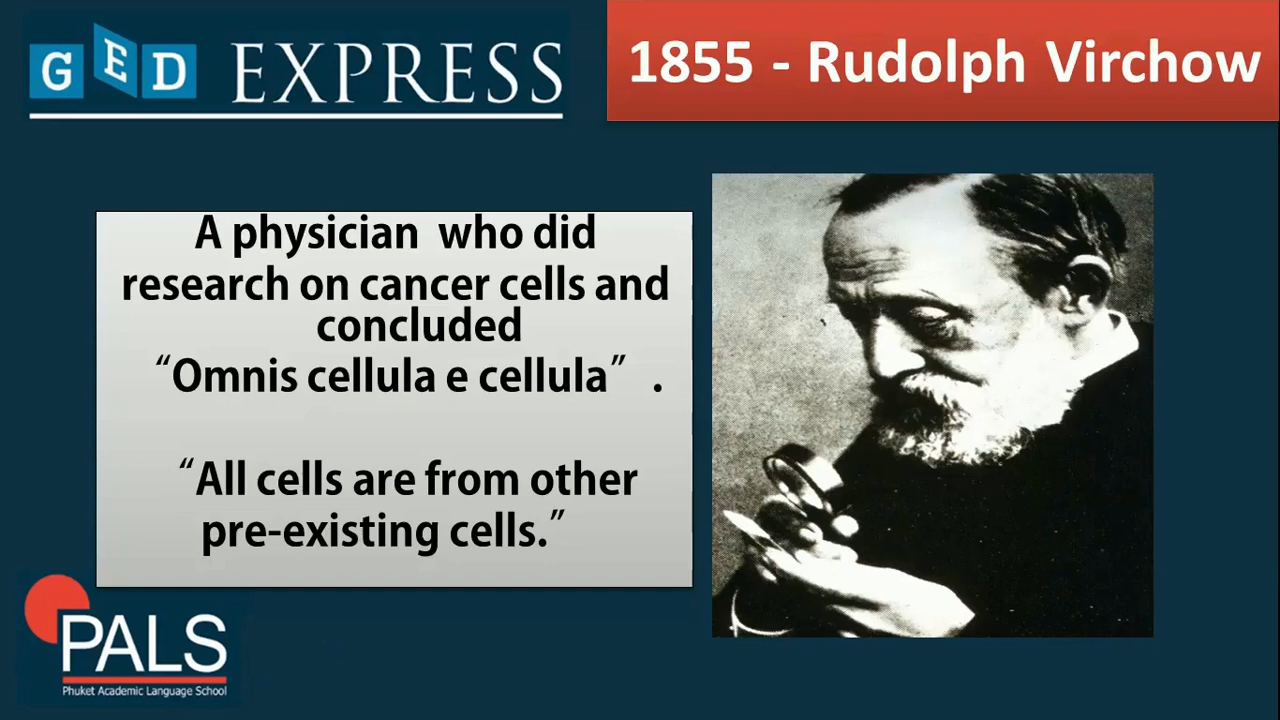 GED EXPRESS
1855 - Rudolph Virchow
A physician who did
research on cancer cells and
concluded
“Omnis cellula e cellula” .
“All cells are from other
pre-existing cells.”
PALS
Phuket Academic Language School